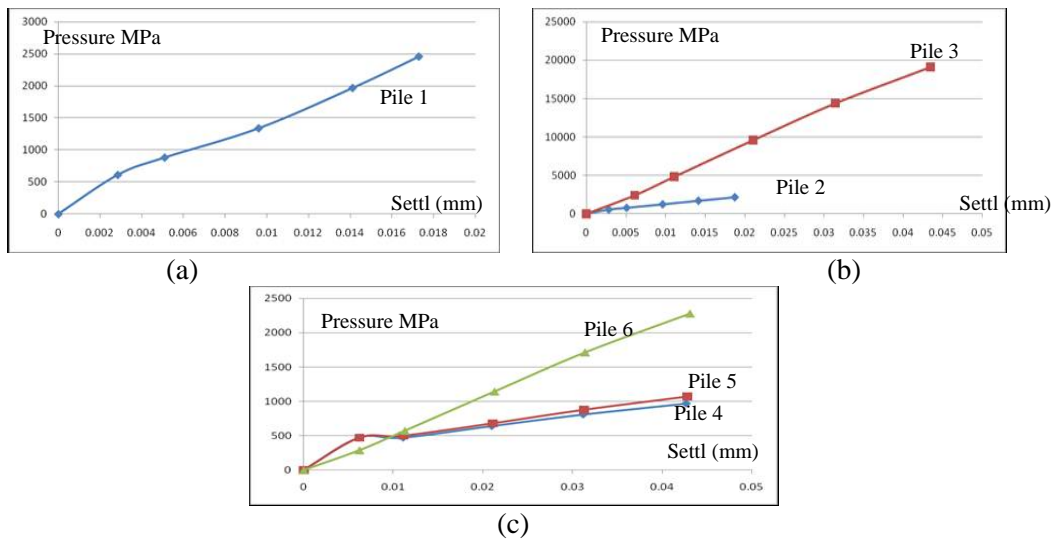 3000
Pressure MPa
2500
2000
Pile 1
1500
1000
500
Settl (mm)
0
0 0.002 0.004 0.006 0.008 0.01 0.012 0.014 0.016 0.018 0.02
(a)
25000
Pressure MPa
Pile 3
20000
15000
10000
Pile 2
5000
Settl (mm)
0
0 0.005 0.01 0.015 0.02 0.025 0.03 0.035 0.04 0.045 0.05
(b)
2500
Pressure MPa
Pile 6
2000
1500
Pile 5
1000
Pile 4
500
Settl (mm)
0
0 0.01 0.02 0.03 0.04 0.05
(c)